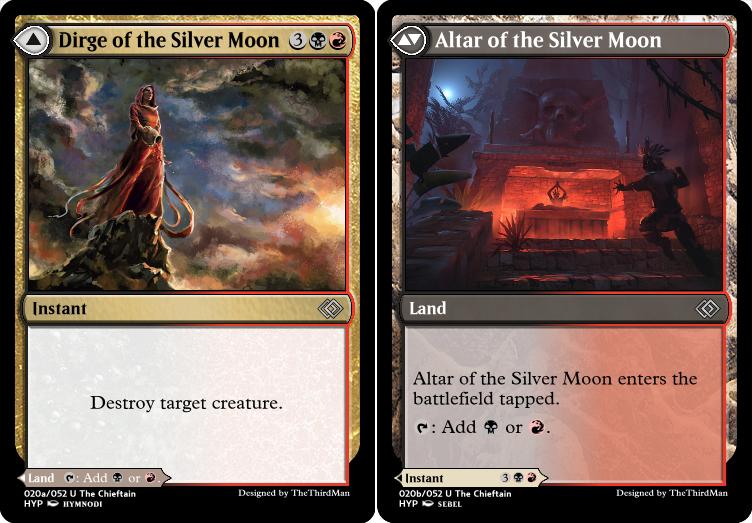 Dirge of the Silver Moon 3
Instant
Destroy target creature.
Land : Add or .
020a/052 U The Chieftain
HYP HYMNODI
Designed by TheThirdMan
Altar of the Silver Moon
Land
Altar of the Silver Moon enters the
battlefield tapped.
: Add or .
Instant 3
020b/052 U The Chieftain
HYP SEBEL
Designed by TheThirdMan